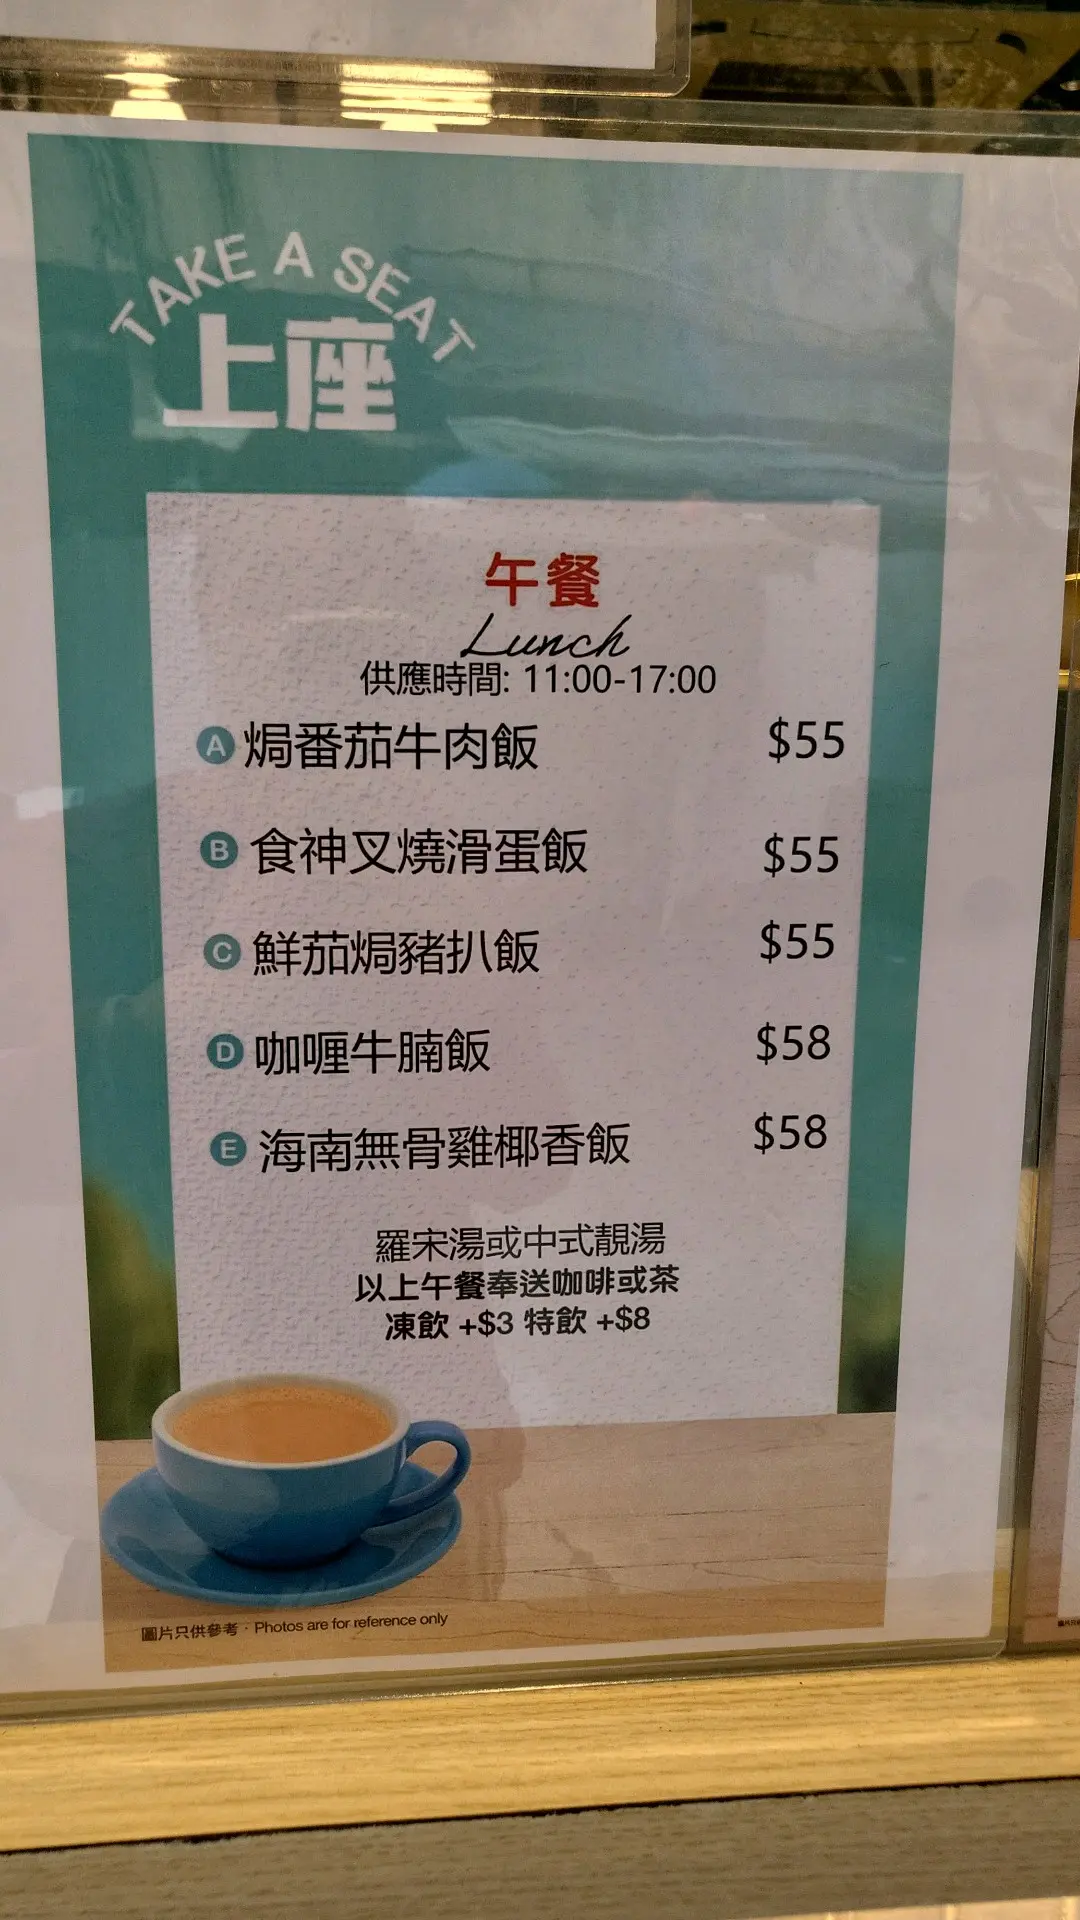 TAKE A SEAT
上座
午餐
Lunch
供應時間: 11:00-17:00
A 焗番茄牛肉飯 $55
B 食神叉燒滑蛋飯 $55
C 鮮茄焗豬扒飯 $55
D 咖喱牛腩飯 $58
E 海南無骨雞椰香飯 $58
羅宋湯或中式靚湯
以上午餐奉送咖啡或茶
凍飲 +$3 特飲 +$8
圖片只供參考 · Photos are for reference only